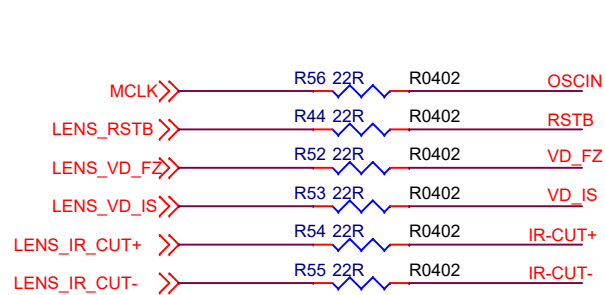 MCLK R56 22R R0402 OSCIN
LENS_RSTB R44 22R R0402 RSTB
LENS_VD_FZ R52 22R R0402 VD_FZ
LENS_VD_IS R53 22R R0402 VD_IS
LENS_IR_CUT+ R54 22R R0402 IR-CUT+
LENS_IR_CUT- R55 22R R0402 IR-CUT-